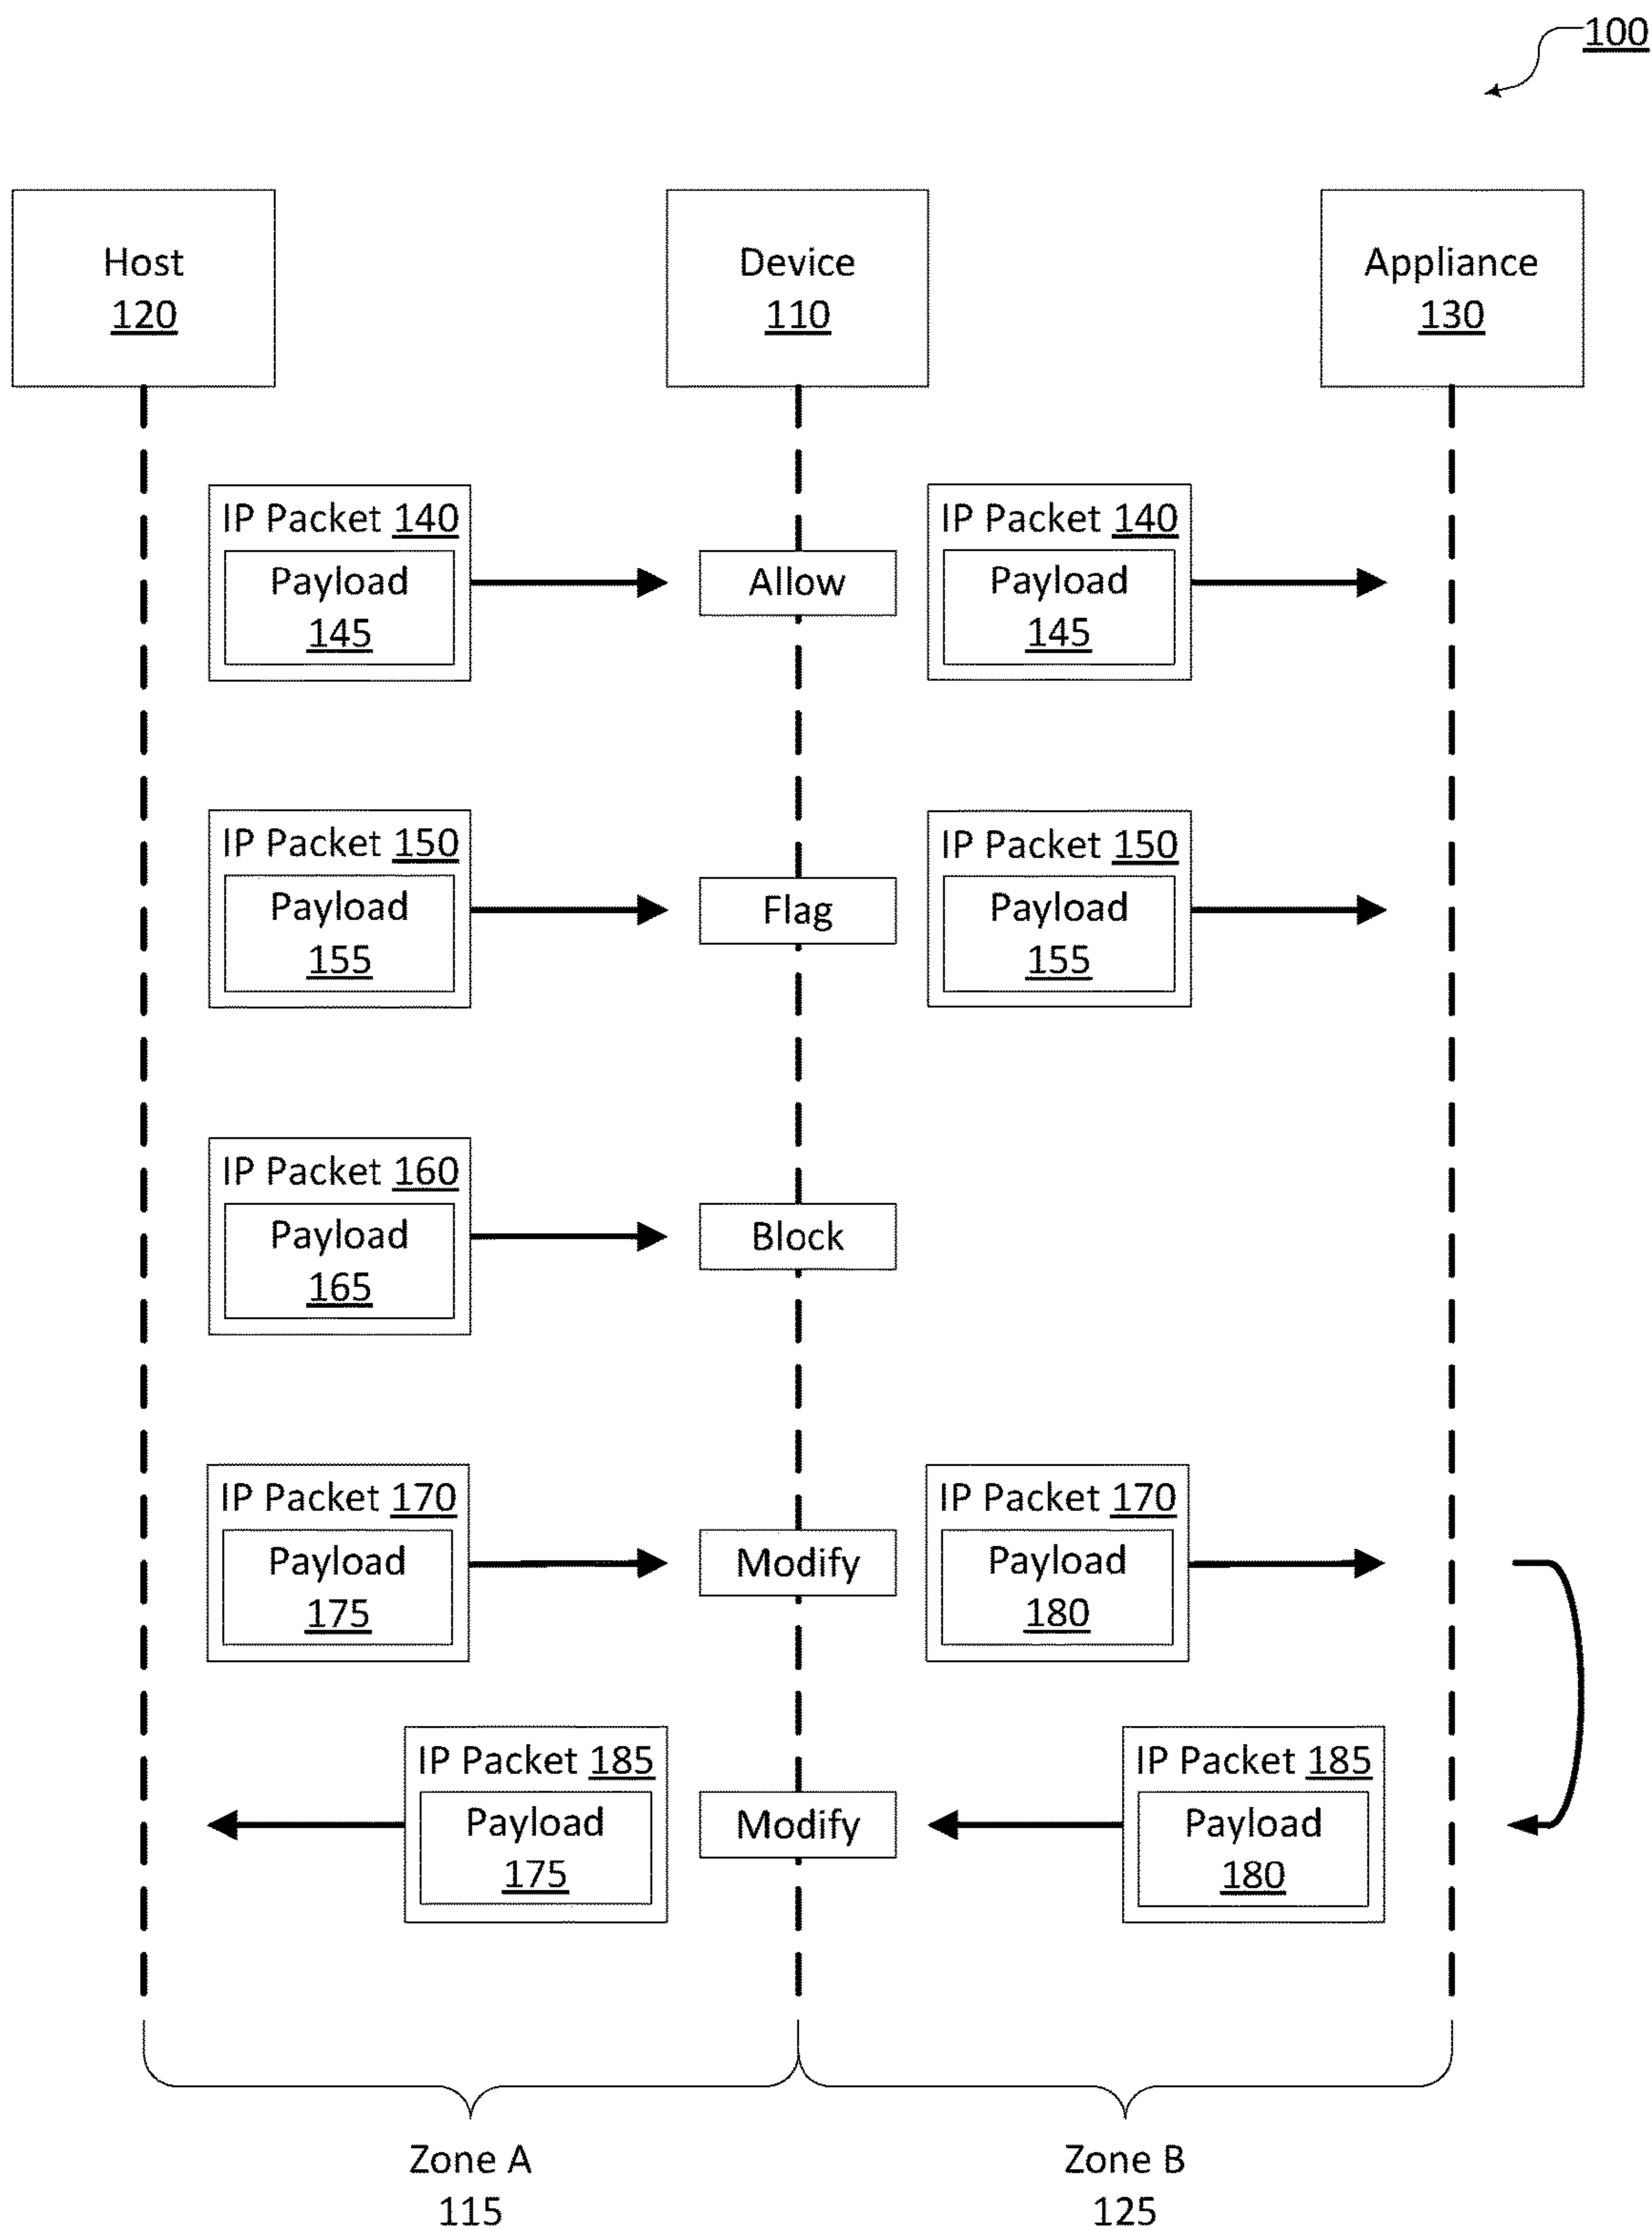 100
Host
120
Device
110
Appliance
130
IP Packet 140
Payload
145
Allow
IP Packet 140
Payload
145
IP Packet 150
Payload
155
Flag
IP Packet 150
Payload
155
IP Packet 160
Payload
165
Block
IP Packet 170
Payload
175
Modify
IP Packet 170
Payload
180
IP Packet 185
Payload
175
Modify
IP Packet 185
Payload
180
Zone A
115
Zone B
125